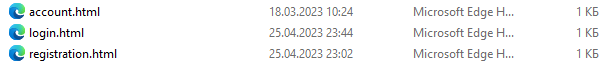 account.html 18.03.2023 10:24 Microsoft Edge H... 1 КБ
login.html 25.04.2023 23:44 Microsoft Edge H... 1 КБ
registration.html 25.04.2023 23:02 Microsoft Edge H... 1 КБ